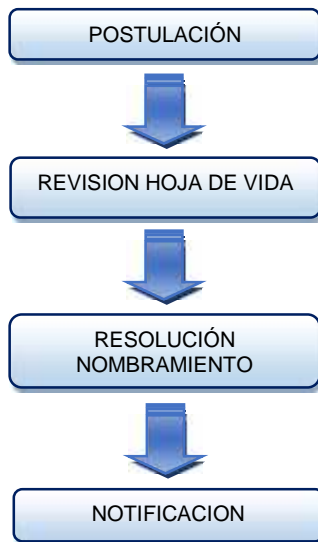 POSTULACIÓN
REVISION HOJA DE VIDA
RESOLUCIÓN
NOMBRAMIENTO
NOTIFICACION